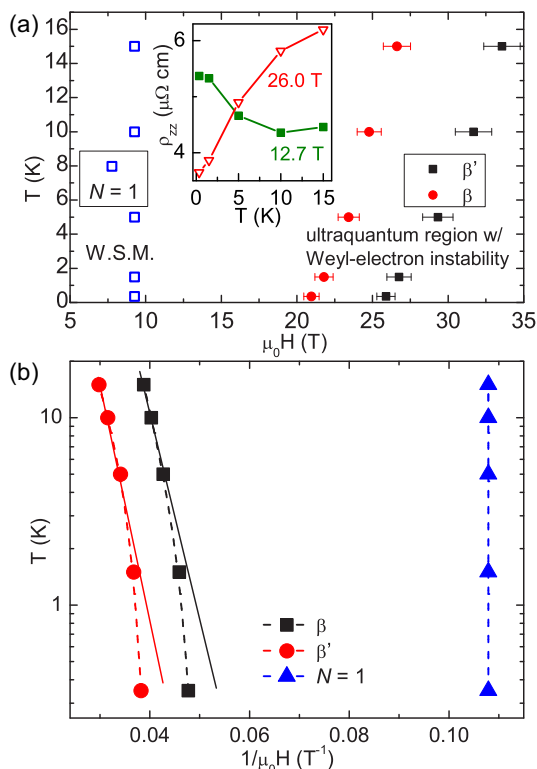 (a)
16
14
12
10
8
6
4
2
0
T (K)
5 10 15 20 25 30 35
μ₀H (T)
N = 1
W.S.M.
6
4
ρzz (μΩ cm)
26.0 T
12.7 T
0 5 10 15
T (K)
β'
β
ultraquantum region w/
Weyl-electron instability
(b)
10
1
T (K)
β
β'
N = 1
0.04 0.06 0.08 0.10
1/μ₀H (T⁻¹)